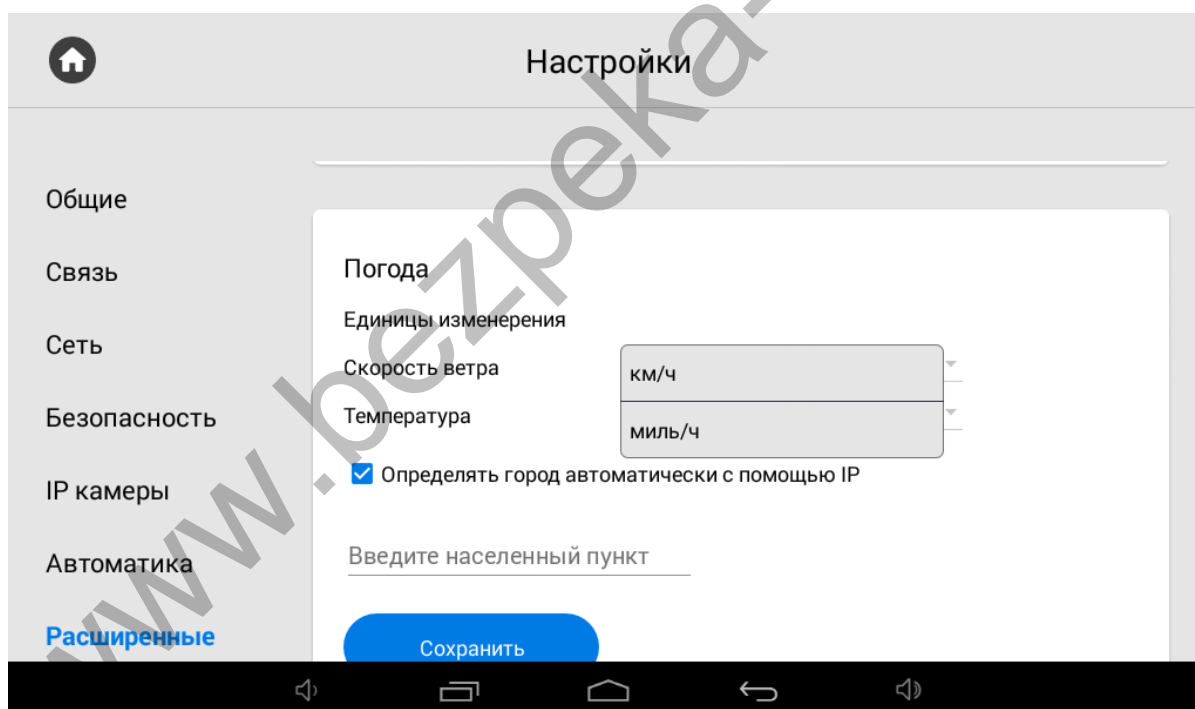 Настройки
Общие
Связь
Сеть
Безопасность
IP камеры
Автоматика
Расширенные
Погода
Единицы изменерения
Скорость ветра
км/ч
Температура
миль/ч
Определять город автоматически с помощью IP
Введите населенный пункт
Сохранить
www.bezpeka-